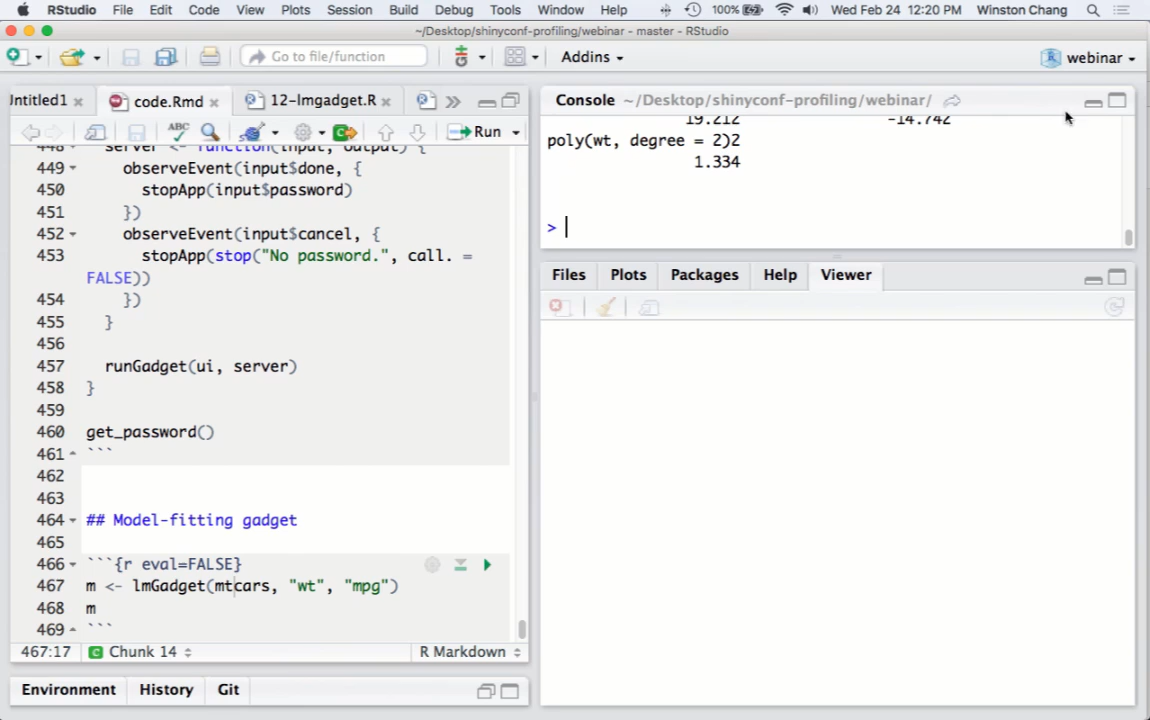 RStudio File Edit Code View Plots Session Build Debug Tools Window Help 100% Wed Feb 24 12:20 PM Winston Chang
~/Desktop/shinyconf-profiling/webinar - master - RStudio
Go to file/function Addins webinar
Intitled1 code.Rmd 12-lmgadget.R
Run
448 server <- function(input, output) {
449 observeEvent(input$done, {
450 stopApp(input$password)
451 })
452 observeEvent(input$cancel, {
453 stopApp(stop("No password.", call. =
FALSE))
454 })
455 }
456
457 runGadget(ui, server)
458 }
459
460 get_password()
461 ```
462
463
464 ## Model-fitting gadget
465
466 ```{r eval=FALSE}
467 m <- lmGadget(mtcars, "wt", "mpg")
468 m
469 ```
467:17 C Chunk 14 R Markdown
Environment History Git
Console ~/Desktop/shinyconf-profiling/webinar/
19.212 -14.742
poly(wt, degree = 2)2
1.334
>
Files Plots Packages Help Viewer